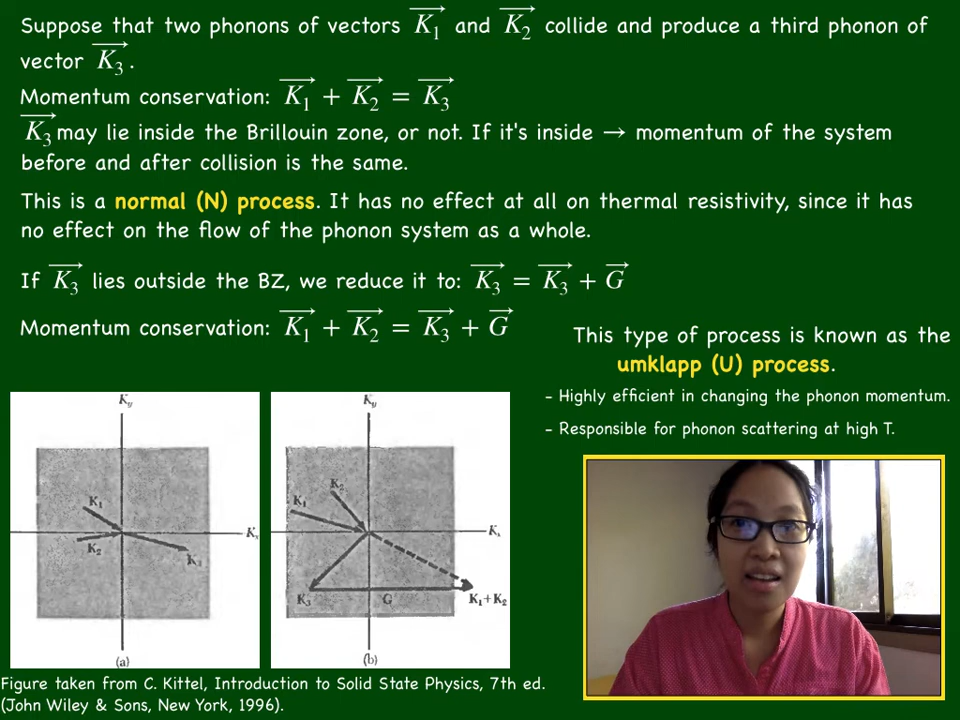 Suppose that two phonons of vectors K₁ and K₂ collide and produce a third phonon of
vector K₃.
Momentum conservation: K₁ + K₂ = K₃
K₃ may lie inside the Brillouin zone, or not. If it's inside → momentum of the system
before and after collision is the same.
This is a normal (N) process. It has no effect at all on thermal resistivity, since it has
no effect on the flow of the phonon system as a whole.
If K₃ lies outside the BZ, we reduce it to: K₃ = K₃ + G
Momentum conservation: K₁ + K₂ = K₃ + G
This type of process is known as the
umklapp (U) process.
- Highly efficient in changing the phonon momentum.
- Responsible for phonon scattering at high T.
K_y
K₁
K₂
K₃
K_x
(a)
K_y
K₂
K₁
K_x
K₃
G
K₁+K₂
(b)
Figure taken from C. Kittel, Introduction to Solid State Physics, 7th ed.
(John Wiley & Sons, New York, 1996).